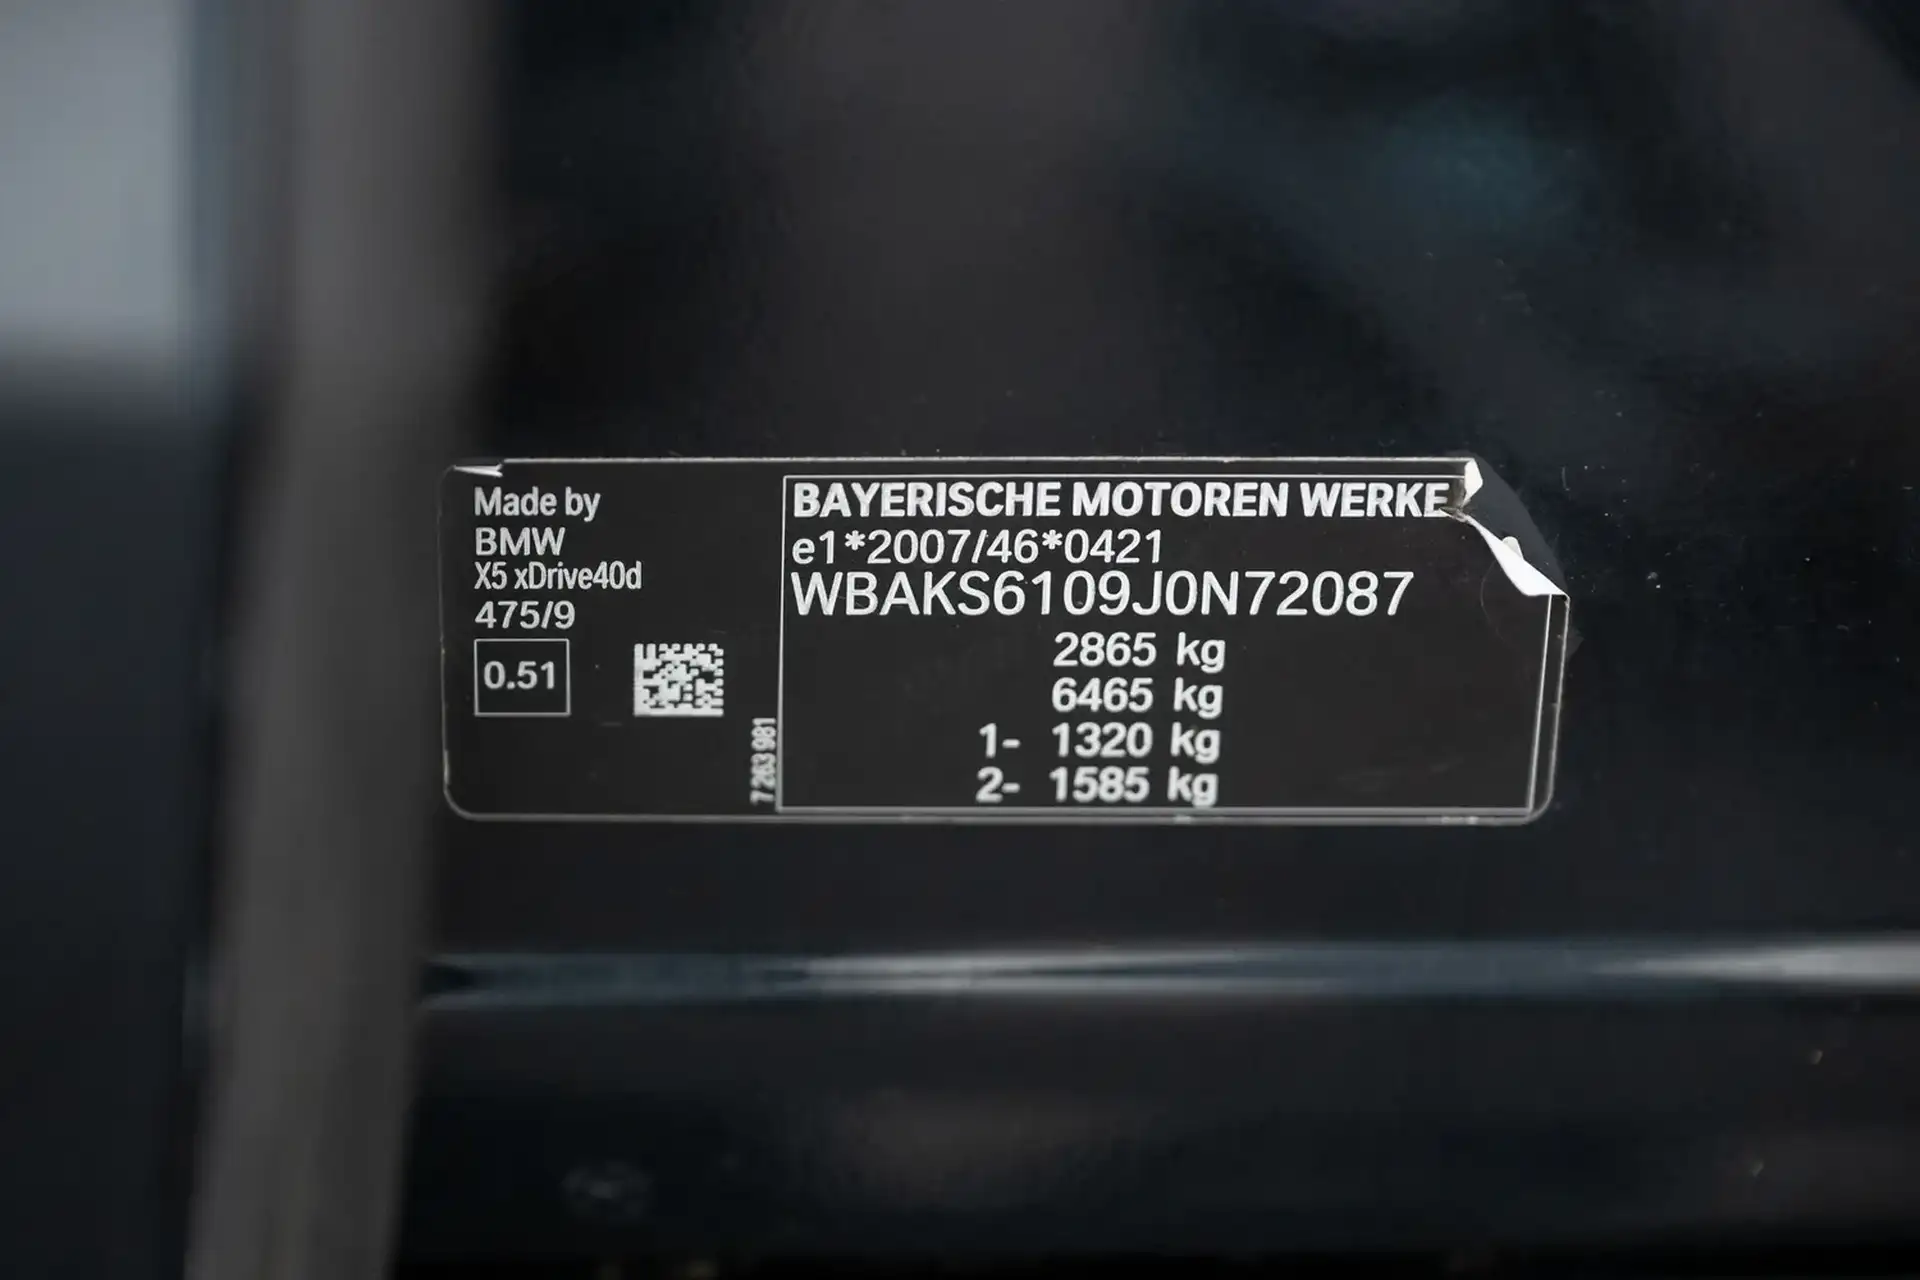 Made by
BMW
X5 xDrive40d
475/9
0.51
7 263 981
BAYERISCHE MOTOREN WERKE
e1*2007/46*0421
WBAKS6109J0N72087
2865 kg
6465 kg
1- 1320 kg
2- 1585 kg